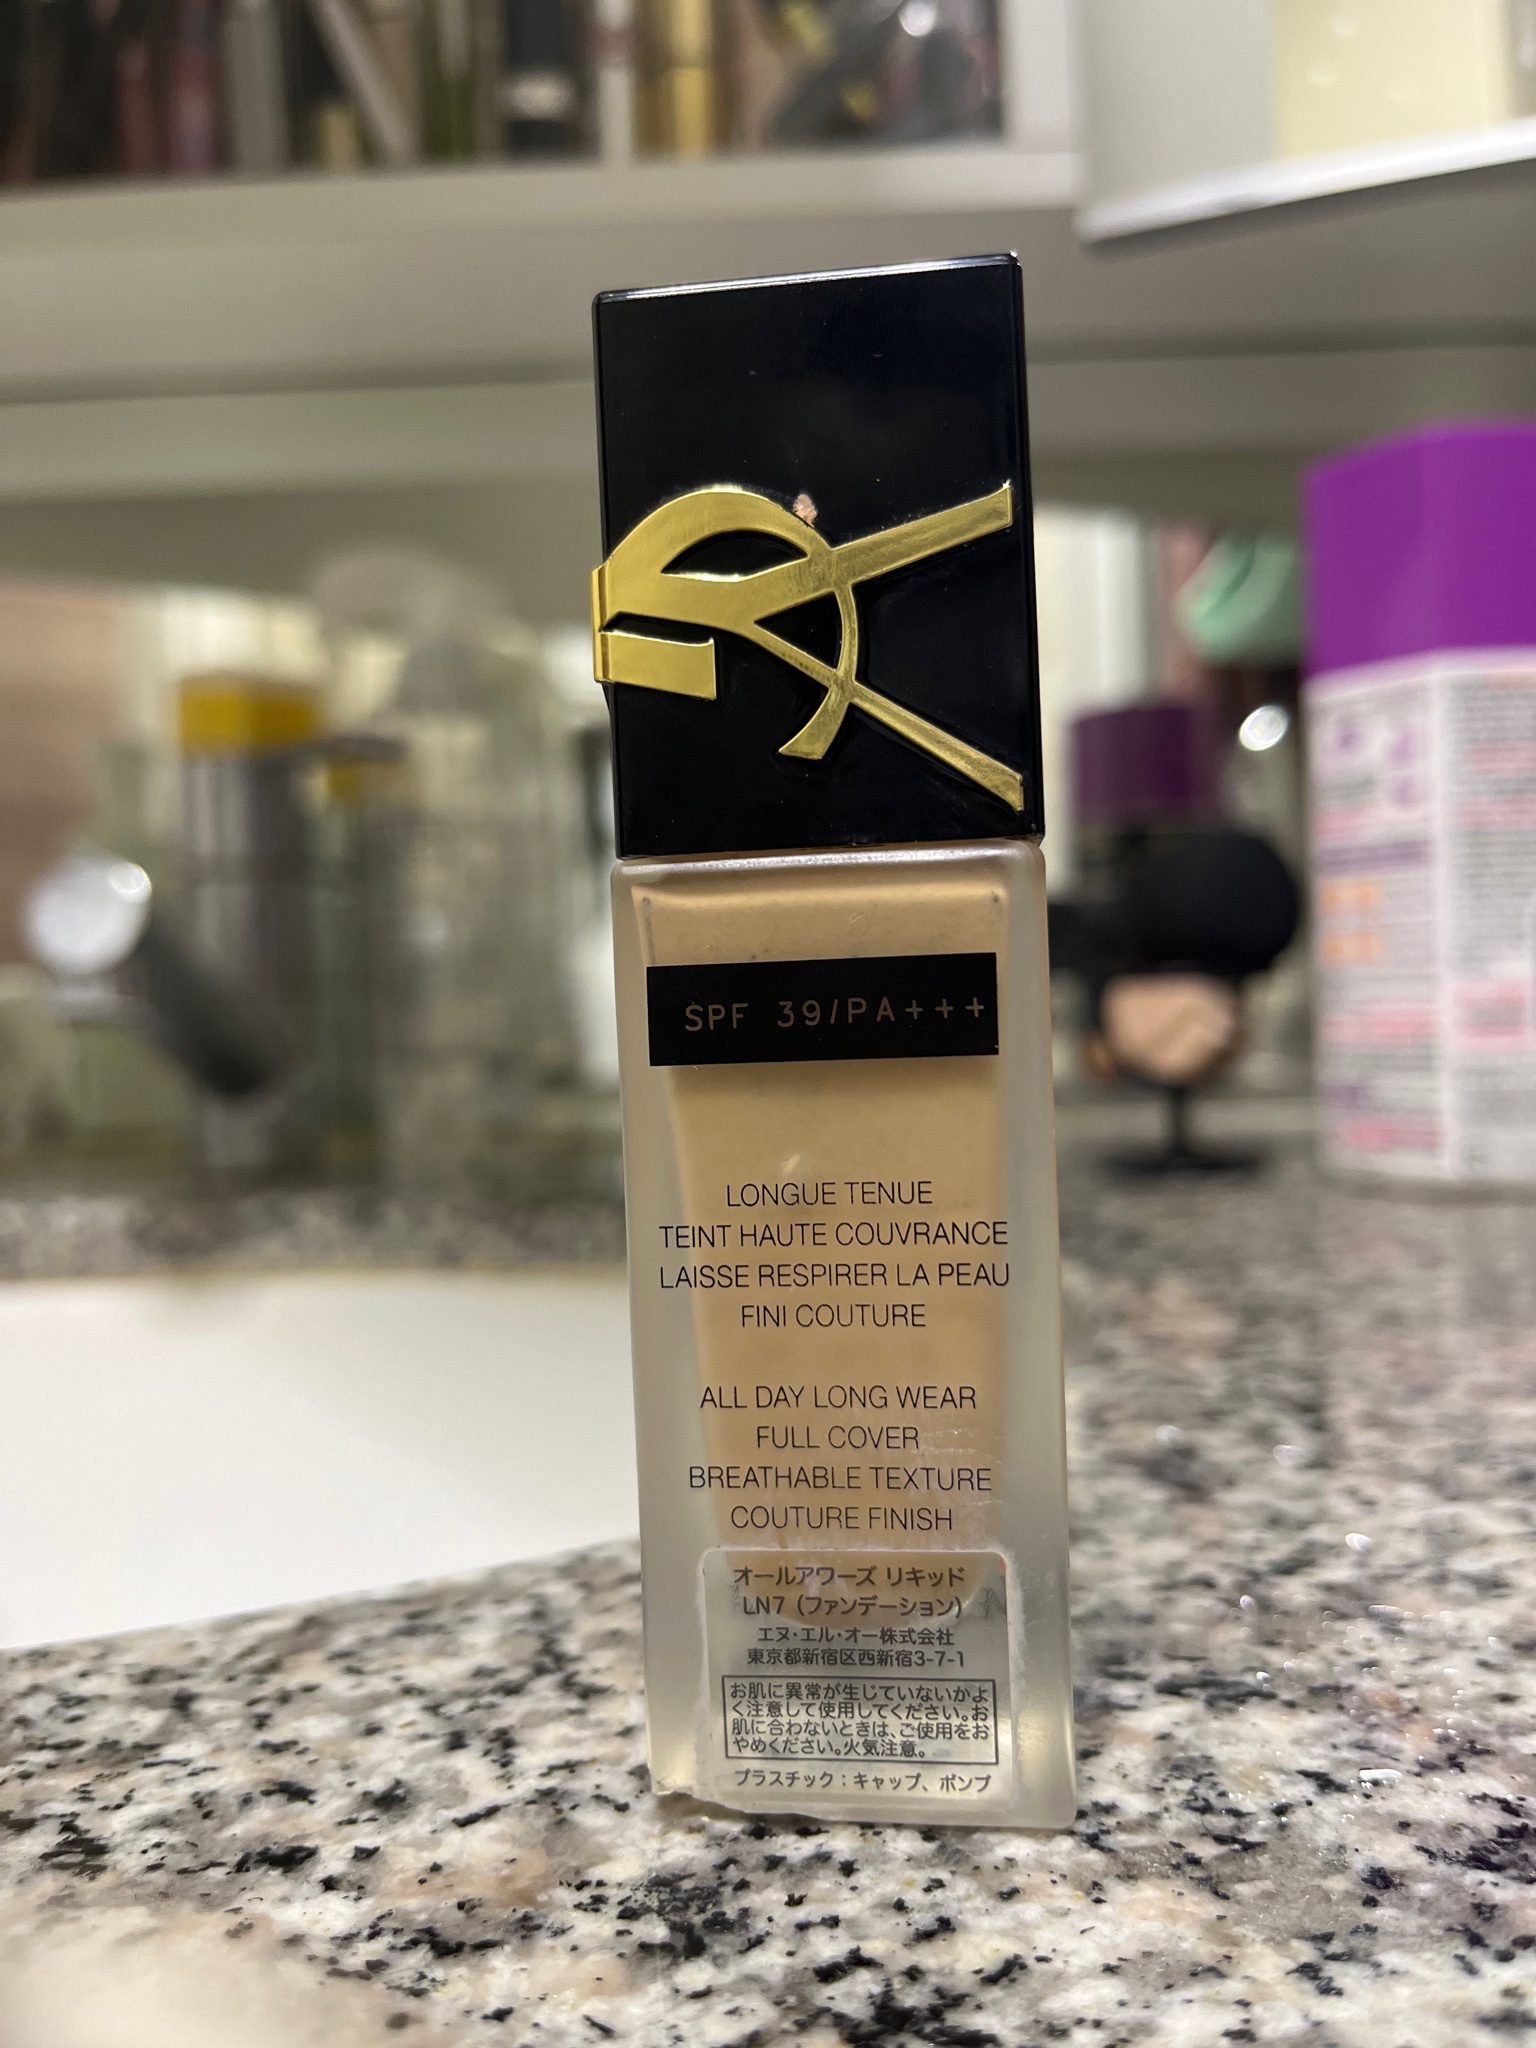 SPF 39/PA+++
LONGUE TENUE
TEINT HAUTE COUVRANCE
LAISSE RESPIRER LA PEAU
FINI COUTURE
ALL DAY LONG WEAR
FULL COVER
BREATHABLE TEXTURE
COUTURE FINISH
オールアワーズ リキッド
LN7 (ファンデーション)
エヌ・エル・オー株式会社
東京都新宿区西新宿3-7-1
お肌に異常が生じていないかよ
く注意して使用してください。お
肌に合わないときは、ご使用をお
やめください。火気注意。
プラスチック：キャップ、ポンプ